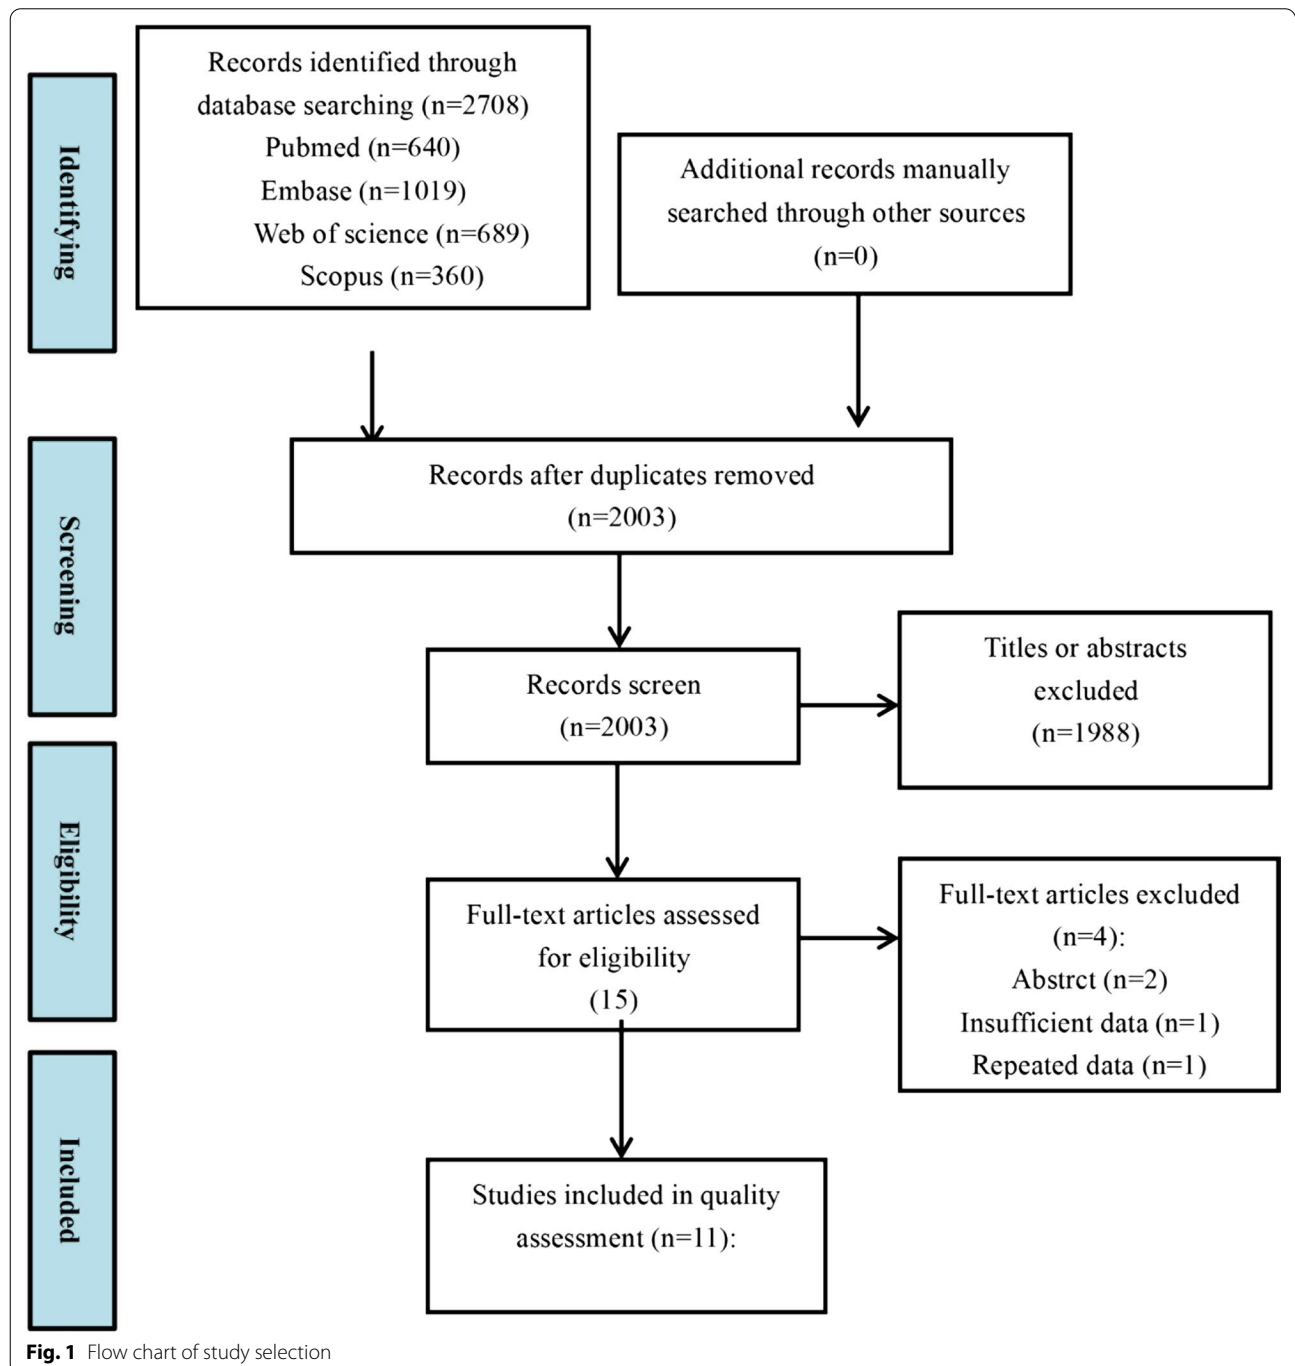 Identifying
Records identified through
database searching (n=2708)
Pubmed (n=640)
Embase (n=1019)
Web of science (n=689)
Scopus (n=360)
Additional records manually
searched through other sources
(n=0)
Screening
Records after duplicates removed
(n=2003)
Records screen
(n=2003)
Titles or abstracts
excluded
(n=1988)
Eligibility
Full-text articles assessed
for eligibility
(15)
Full-text articles excluded
(n=4):
Abstrct (n=2)
Insufficient data (n=1)
Repeated data (n=1)
Included
Studies included in quality
assessment (n=11):
Fig. 1 Flow chart of study selection